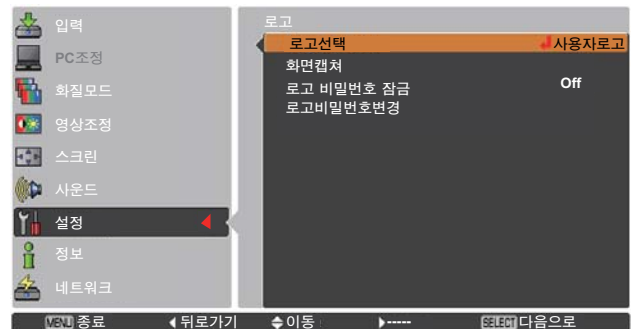 입력
PC조정
화질모드
영상조정
스크린
사운드
설정
정보
네트워크
로고
로고선택 사용자로고
화면캡쳐
로고 비밀번호 잠금 Off
로고비밀번호변경
MENU 종료 뒤로가기 이동 ----- SELECT 다음으로